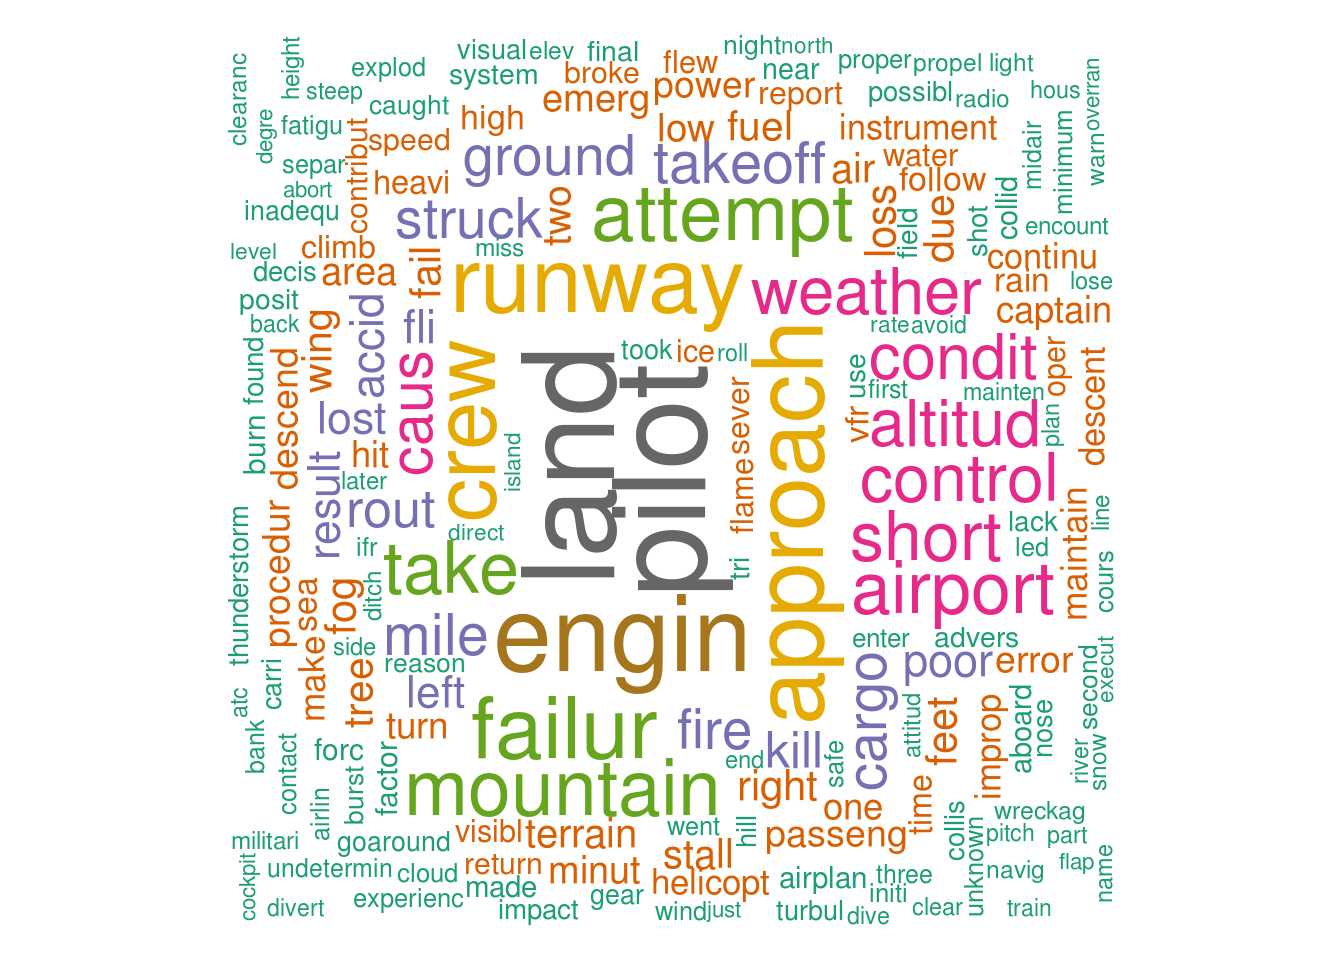 visual elev final night north
explod system broke flew near proper propel light
clearanc height steep caught high emerg power report possibl radio hous overran
degre fatigu contribut speed low fuel instrument midair minimum warn
separ heavi ground takeoff air water
abort two follow collid
inadequ struck attempt loss field due shot encount
level climb miss continu
decis area fail runway weather rain lose
posit captain
back wing accid fli rate avoid
found took ice roll condit oper descent
burn descend caus crew land pilot approach use first mainten
lost sever vfr altitud plan
hit flame
result later island control
rout short lack line
thunderstorm procedur ifr direct tri led maintain
sea fog ditch take airport cours
make side mile engin enter advers
atc carri tree reason cargo poor error execut
left attitud feet improp aboard nose second
bank turn failur fire kill
contact forc factor end safe river snow
burst mountain right
airlin one time wreckag
militari goaround visibl terrain went hill passeng collis pitch part
undetermin cloud return minut stall airplan three unknown navig flap name
cockpit experienc made gear helicopt initi
divert impact wind just turbul dive clear train